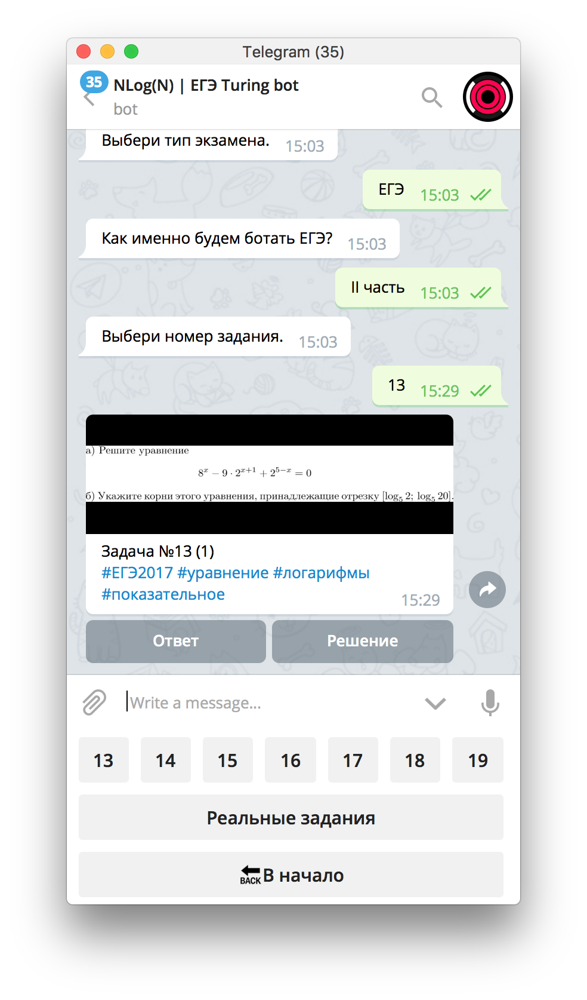 Telegram (35)
35
NLog(N) | ЕГЭ Turing bot
bot
Выбери тип экзамена. 15:03
ЕГЭ 15:03
Как именно будем ботать ЕГЭ? 15:03
II часть 15:03
Выбери номер задания. 15:03
13 15:29
а) Решите уравнение
8^x − 9 · 2^{x+1} + 2^{5−x} = 0
б) Укажите корни этого уравнения, принадлежащие отрезку [log_5 2; log_5 20].
Задача №13 (1)
#ЕГЭ2017 #уравнение #логарифмы
#показательное 15:29
Ответ Решение
Write a message...
13 14 15 16 17 18 19
Реальные задания
BACK В начало